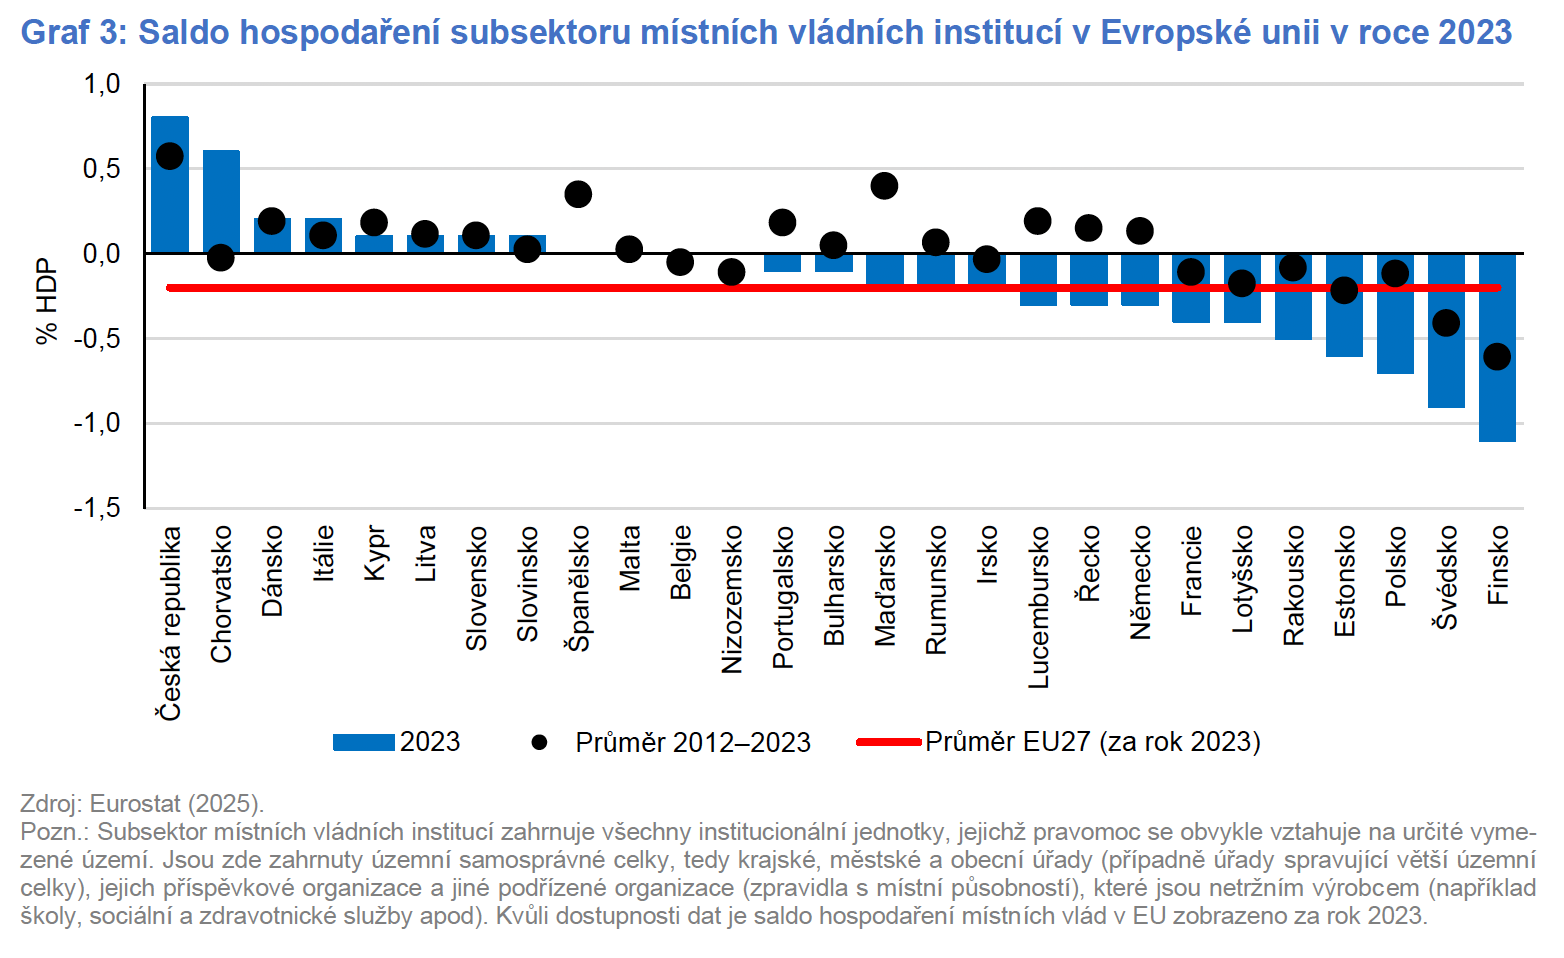 Graf 3: Saldo hospodaření subsektoru místních vládních institucí v Evropské unii v roce 2023
1,0
0,5
0,0
-0,5
-1,0
-1,5
% HDP
Česká republika
Chorvatsko
Dánsko
Itálie
Kypr
Litva
Slovensko
Slovinsko
Španělsko
Malta
Belgie
Nizozemsko
Portugalsko
Bulharsko
Maďarsko
Rumunsko
Irsko
Lucembursko
Řecko
Německo
Francie
Lotyšsko
Rakousko
Estonsko
Polsko
Švédsko
Finsko
2023
Průměr 2012–2023
Průměr EU27 (za rok 2023)
Zdroj: Eurostat (2025).
Pozn.: Subsektor místních vládních institucí zahrnuje všechny institucionální jednotky, jejichž pravomoc se obvykle vztahuje na určité vyme-
zené území. Jsou zde zahrnuty územní samosprávné celky, tedy krajské, městské a obecní úřady (případně úřady spravující větší územní
celky), jejich příspěvkové organizace a jiné podřízené organizace (zpravidla s místní působností), které jsou netržním výrobcem (například
školy, sociální a zdravotnické služby apod). Kvůli dostupnosti dat je saldo hospodaření místních vlád v EU zobrazeno za rok 2023.